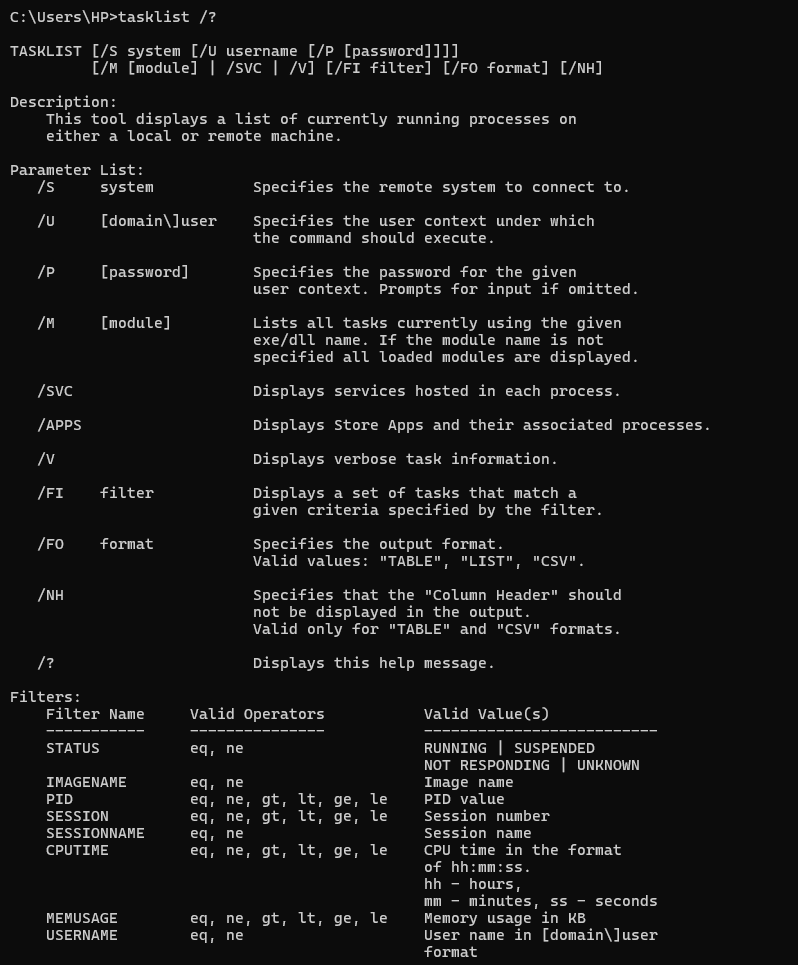 C:\Users\HP>tasklist /?
TASKLIST [/S system [/U username [/P [password]]]]
         [/M [module] | /SVC | /V] [/FI filter] [/FO format] [/NH]
Description:
    This tool displays a list of currently running processes on
    either a local or remote machine.
Parameter List:
   /S     system           Specifies the remote system to connect to.
   /U     [domain\]user    Specifies the user context under which
                           the command should execute.
   /P     [password]       Specifies the password for the given
                           user context. Prompts for input if omitted.
   /M     [module]         Lists all tasks currently using the given
                           exe/dll name. If the module name is not
                           specified all loaded modules are displayed.
   /SVC                    Displays services hosted in each process.
   /APPS                   Displays Store Apps and their associated processes.
   /V                      Displays verbose task information.
   /FI    filter           Displays a set of tasks that match a
                           given criteria specified by the filter.
   /FO    format           Specifies the output format.
                           Valid values: "TABLE", "LIST", "CSV".
   /NH                     Specifies that the "Column Header" should
                           not be displayed in the output.
                           Valid only for "TABLE" and "CSV" formats.
   /?                      Displays this help message.
Filters:
    Filter Name     Valid Operators           Valid Value(s)
    -----------     ---------------           --------------------------
    STATUS          eq, ne                    RUNNING | SUSPENDED
                                              NOT RESPONDING | UNKNOWN
    IMAGENAME       eq, ne                    Image name
    PID             eq, ne, gt, lt, ge, le    PID value
    SESSION         eq, ne, gt, lt, ge, le    Session number
    SESSIONNAME     eq, ne                    Session name
    CPUTIME         eq, ne, gt, lt, ge, le    CPU time in the format
                                              of hh:mm:ss.
                                              hh - hours,
                                              mm - minutes, ss - seconds
    MEMUSAGE        eq, ne, gt, lt, ge, le    Memory usage in KB
    USERNAME        eq, ne                    User name in [domain\]user
                                              format